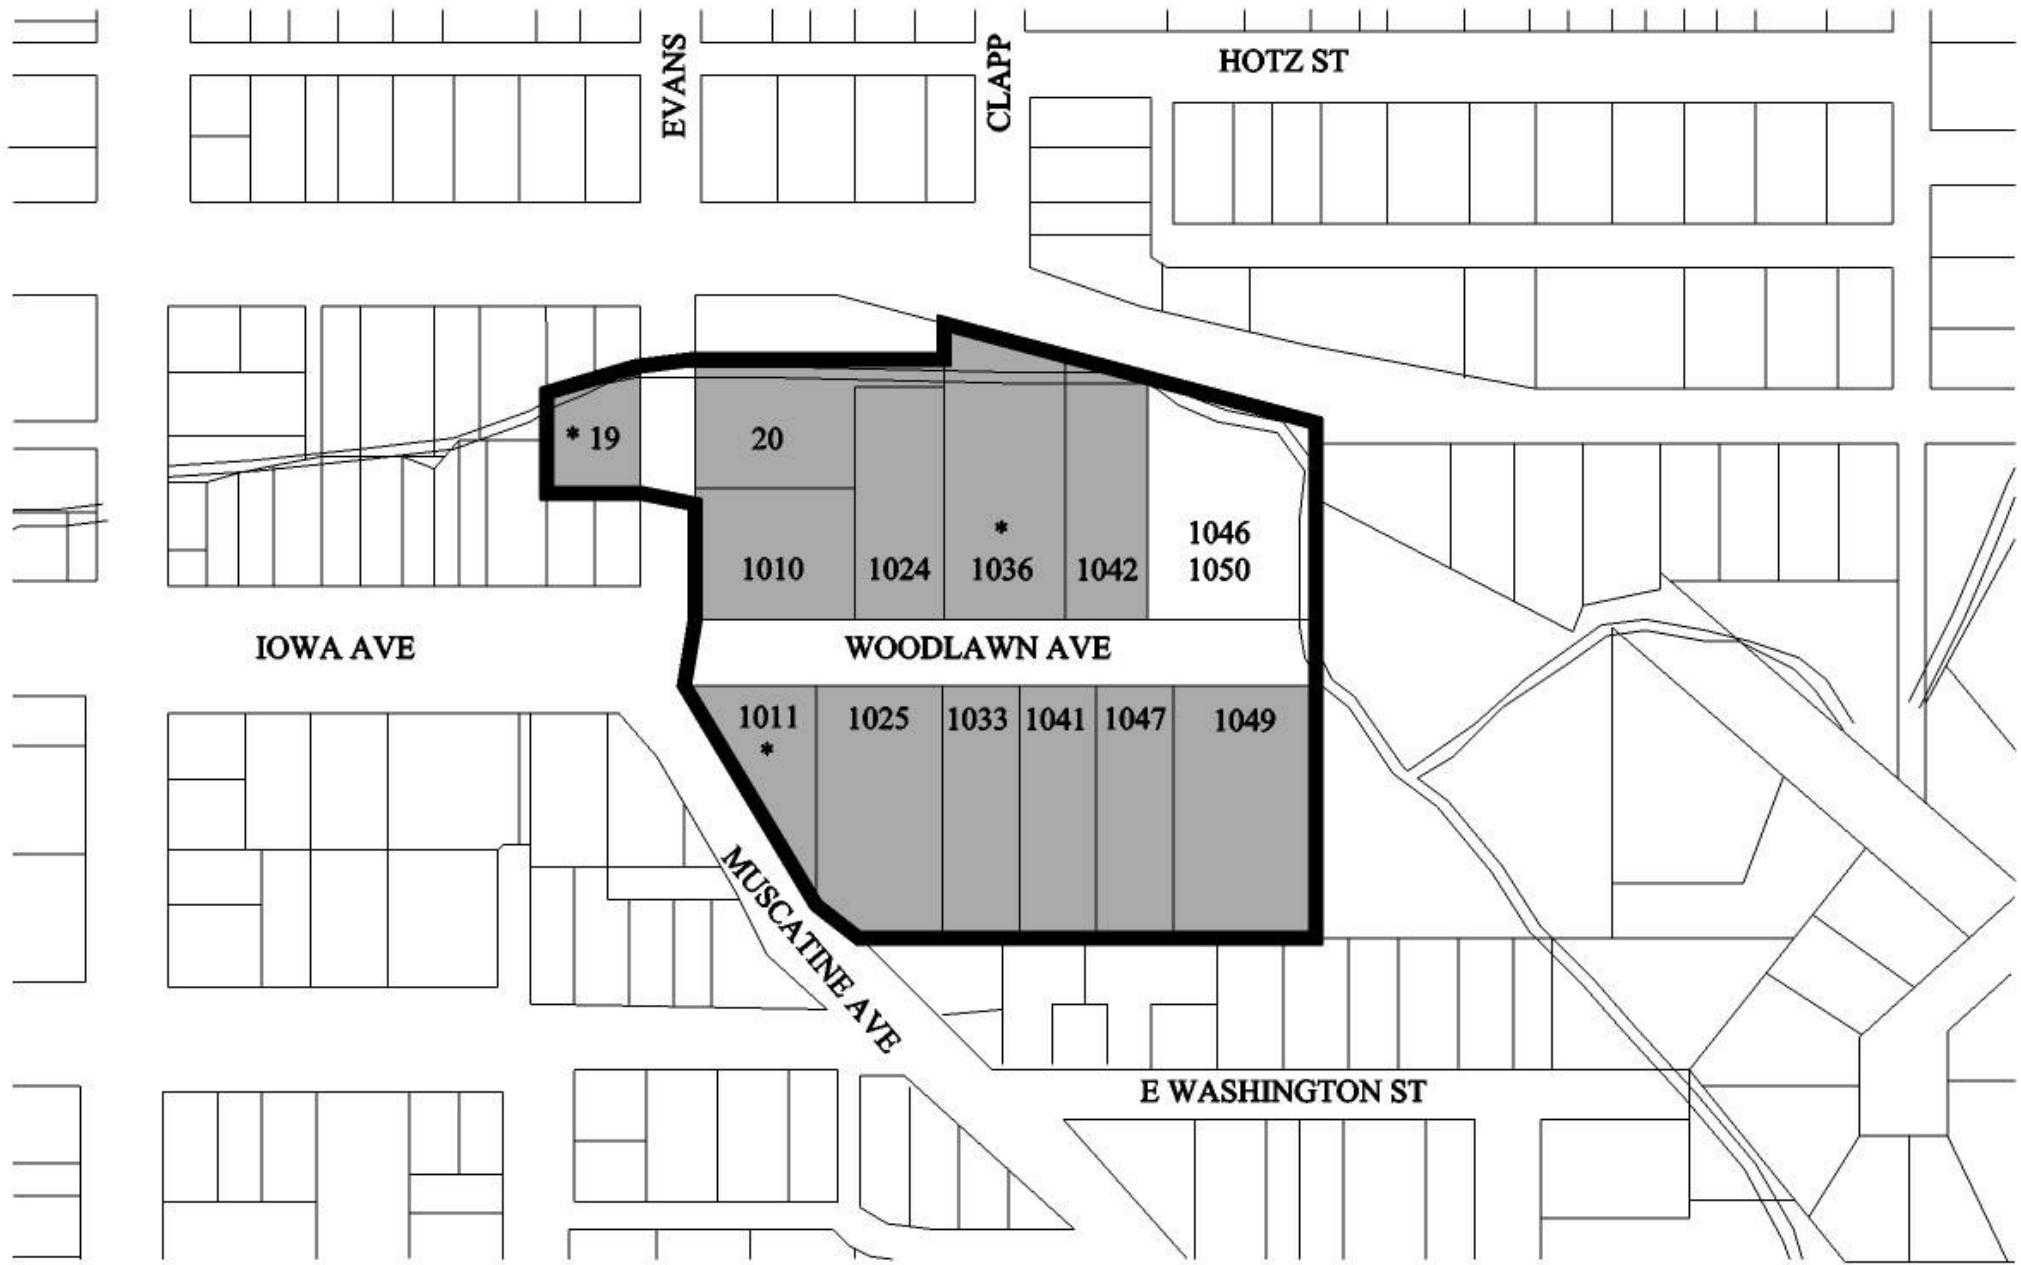 EVANS
CLAPP
HOTZ ST
* 19
20
1010
1024
*
1036
1042
1046
1050
IOWA AVE
WOODLAWN AVE
1011
*
1025
1033
1041
1047
1049
MUSCATINE AVE
E WASHINGTON ST